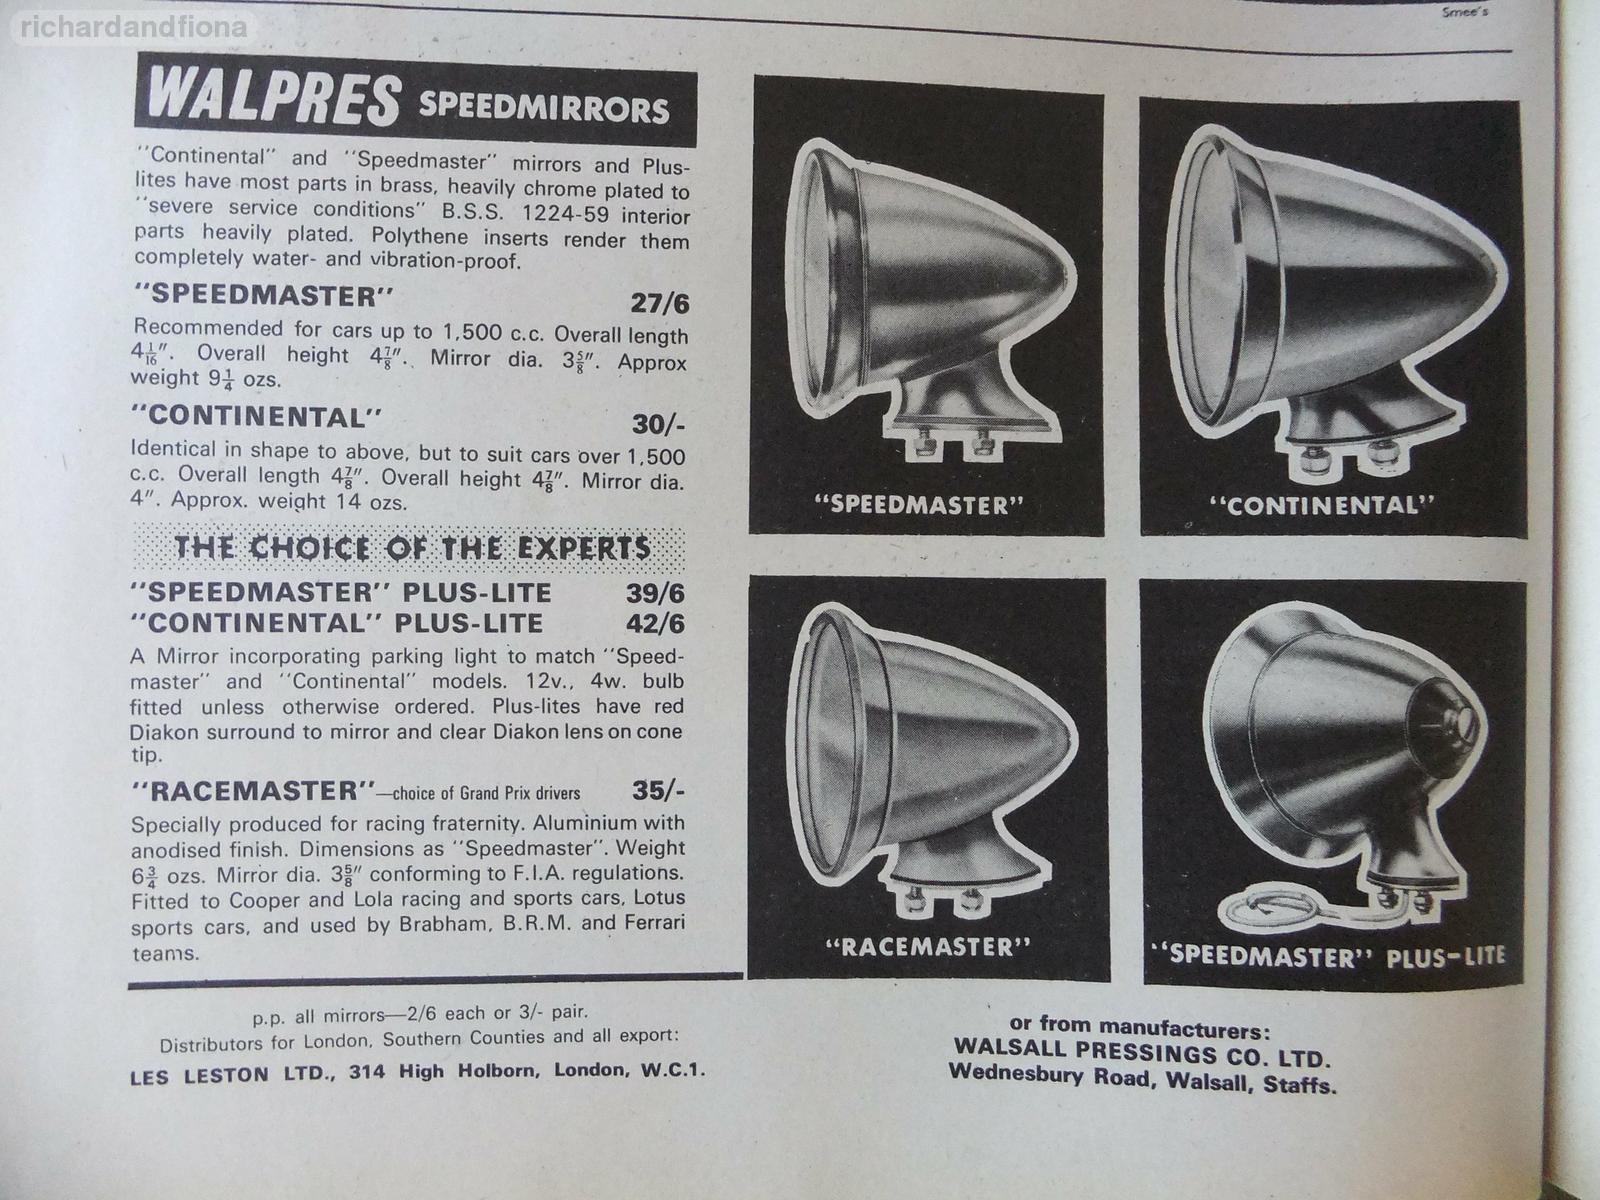 richardandfiona
Smee's
WALPRES SPEEDMIRRORS
"Continental" and "Speedmaster" mirrors and Plus-
lites have most parts in brass, heavily chrome plated to
"severe service conditions" B.S.S. 1224-59 interior
parts heavily plated. Polythene inserts render them
completely water- and vibration-proof.
"SPEEDMASTER" 27/6
Recommended for cars up to 1,500 c.c. Overall length
4 1/16". Overall height 4 7/8". Mirror dia. 3 5/8". Approx
weight 9 1/4 ozs.
"CONTINENTAL" 30/-
Identical in shape to above, but to suit cars over 1,500
c.c. Overall length 4 7/8". Overall height 4 7/8". Mirror dia.
4". Approx. weight 14 ozs.
THE CHOICE OF THE EXPERTS
"SPEEDMASTER" PLUS-LITE 39/6
"CONTINENTAL" PLUS-LITE 42/6
A Mirror incorporating parking light to match "Speed-
master" and "Continental" models. 12v., 4w. bulb
fitted unless otherwise ordered. Plus-lites have red
Diakon surround to mirror and clear Diakon lens on cone
tip.
"RACEMASTER"—choice of Grand Prix drivers 35/-
Specially produced for racing fraternity. Aluminium with
anodised finish. Dimensions as "Speedmaster". Weight
6 3/4 ozs. Mirror dia. 3 5/8" conforming to F.I.A. regulations.
Fitted to Cooper and Lola racing and sports cars, Lotus
sports cars, and used by Brabham, B.R.M. and Ferrari
teams.
p.p. all mirrors—2/6 each or 3/- pair.
Distributors for London, Southern Counties and all export:
LES LESTON LTD., 314 High Holborn, London, W.C.1.
"SPEEDMASTER"
"CONTINENTAL"
"RACEMASTER"
"SPEEDMASTER" PLUS-LITE
or from manufacturers:
WALSALL PRESSINGS CO. LTD.
Wednesbury Road, Walsall, Staffs.